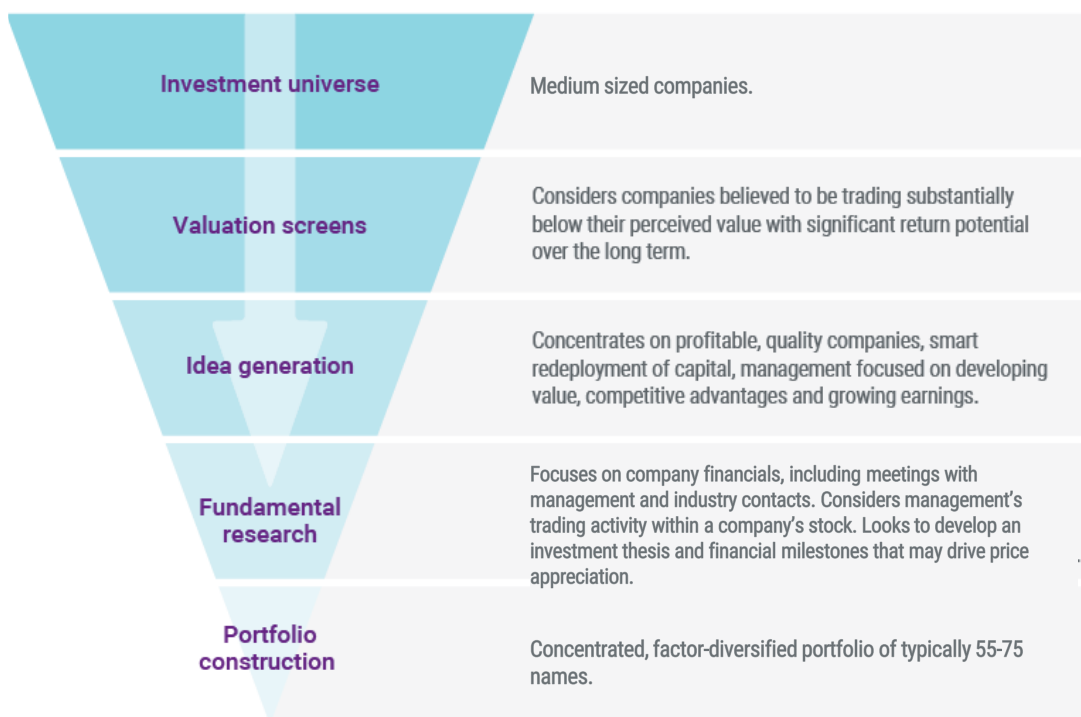 Investment universe
Medium sized companies.
Valuation screens
Considers companies believed to be trading substantially
below their perceived value with significant return potential
over the long term.
Idea generation
Concentrates on profitable, quality companies, smart
redeployment of capital, management focused on developing
value, competitive advantages and growing earnings.
Fundamental
research
Focuses on company financials, including meetings with
management and industry contacts. Considers management’s
trading activity within a company’s stock. Looks to develop an
investment thesis and financial milestones that may drive price
appreciation.
Portfolio
construction
Concentrated, factor-diversified portfolio of typically 55-75
names.